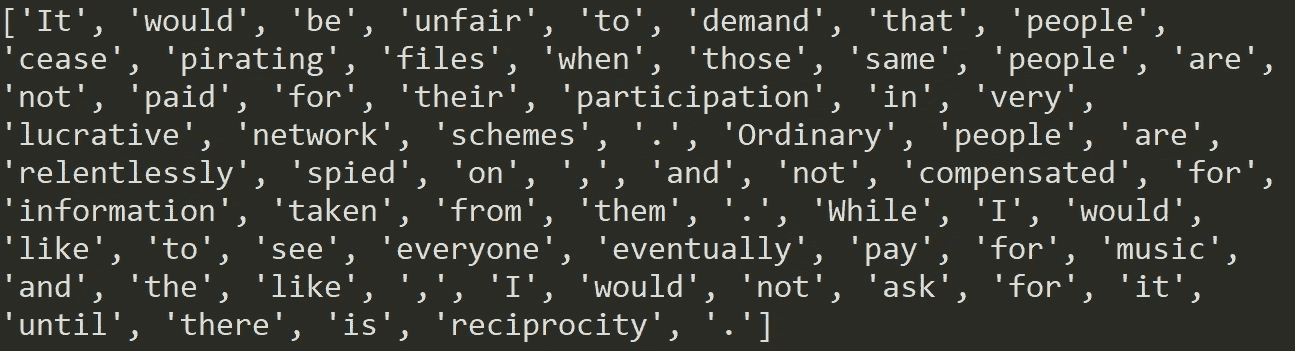 ['It', 'would', 'be', 'unfair', 'to', 'demand', 'that', 'people',
'cease', 'pirating', 'files', 'when', 'those', 'same', 'people', 'are',
'not', 'paid', 'for', 'their', 'participation', 'in', 'very',
'lucrative', 'network', 'schemes', '.', 'Ordinary', 'people', 'are',
'relentlessly', 'spied', 'on', ',', 'and', 'not', 'compensated', 'for',
'information', 'taken', 'from', 'them', '.', 'While', 'I', 'would',
'like', 'to', 'see', 'everyone', 'eventually', 'pay', 'for', 'music',
'and', 'the', 'like', ',', 'I', 'would', 'not', 'ask', 'for', 'it',
'until', 'there', 'is', 'reciprocity', '.']